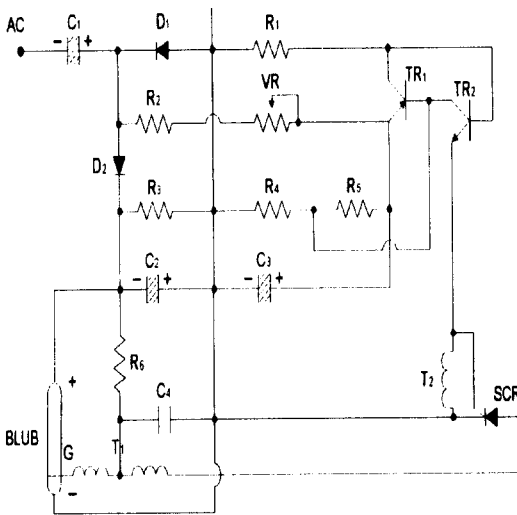 AC
- C1 +
D1
R1
TR1
TR2
R2
VR
D2
R3
R4
R5
- C2 +
- C3 +
R6
C4
T2
SCR
+
BLUB
G
T1
-